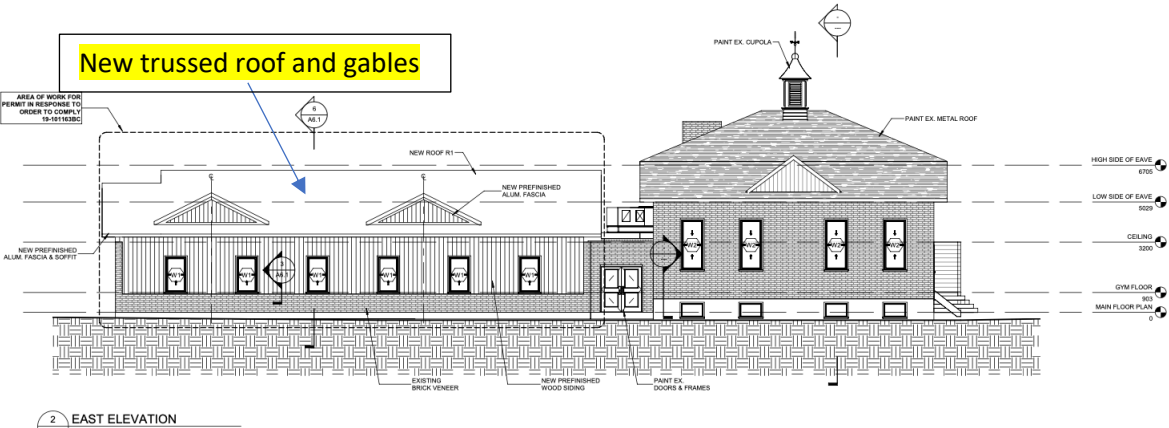 PAINT EX. CUPOLA
-
---
New trussed roof and gables
AREA OF WORK FOR
PERMIT IN RESPONSE TO
ORDER TO COMPLY
19-101163BC
6
A6.1
PAINT EX. METAL ROOF
NEW ROOF R1
HIGH SIDE OF EAVE
6705
NEW PREFINISHED
ALUM. FASCIA
LOW SIDE OF EAVE
5029
NEW PREFINISHED
ALUM. FASCIA & SOFFIT
CEILING
3200
W2
W2
W2
W2
W1
W1
3
A6.1
W1
W1
W1
W1
GYM FLOOR
903
MAIN FLOOR PLAN
0
EXISTING
BRICK VENEER
NEW PREFINISHED
WOOD SIDING
PAINT EX.
DOORS & FRAMES
2
EAST ELEVATION